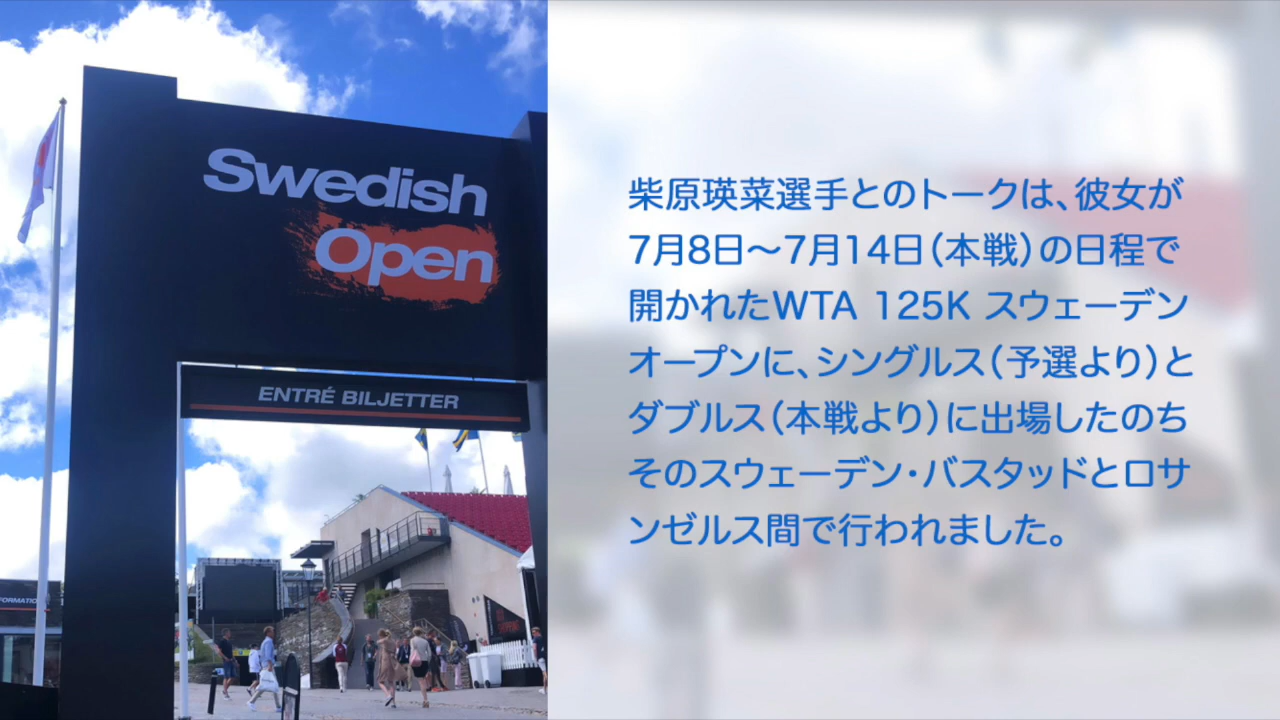 Swedish
Open
ENTRÉ BILJETTER
柴原瑛菜選手とのトークは、彼女が
7月8日〜7月14日（本戦）の日程で
開かれたWTA 125K スウェーデン
オープンに、シングルス（予選より）と
ダブルス（本戦より）に出場したのち
そのスウェーデン・バスタッドとロサ
ンゼルス間で行われました。